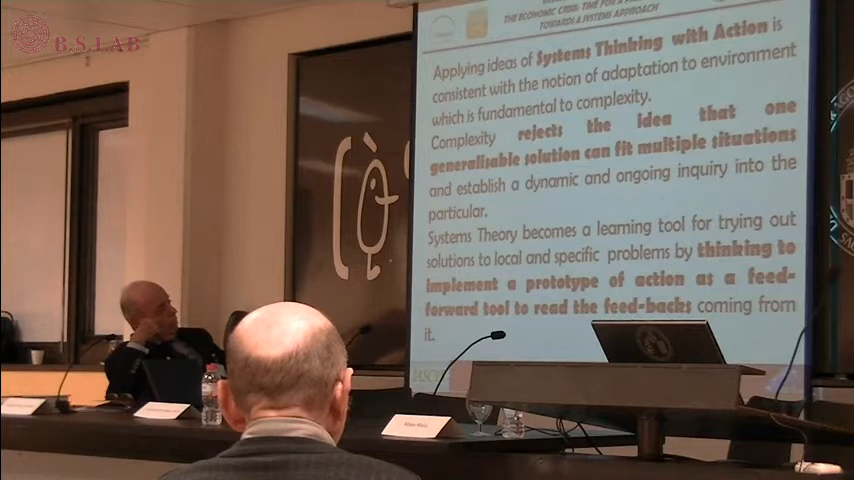 B.S.LAB
THE ECONOMIC CRISIS: TIME FOR A
TOWARDS A SYSTEMS APPROACH
Applying ideas of Systems Thinking with Action is
consistent with the notion of adaptation to environment
which is fundamental to complexity.
Complexity rejects the idea that one
generalisable solution can fit multiple situations
and establish a dynamic and ongoing inquiry into the
particular.
Systems Theory becomes a learning tool for trying out
solutions to local and specific problems by thinking to
implement a prototype of action as a feed-
forward tool to read the feed-backs coming from
it.